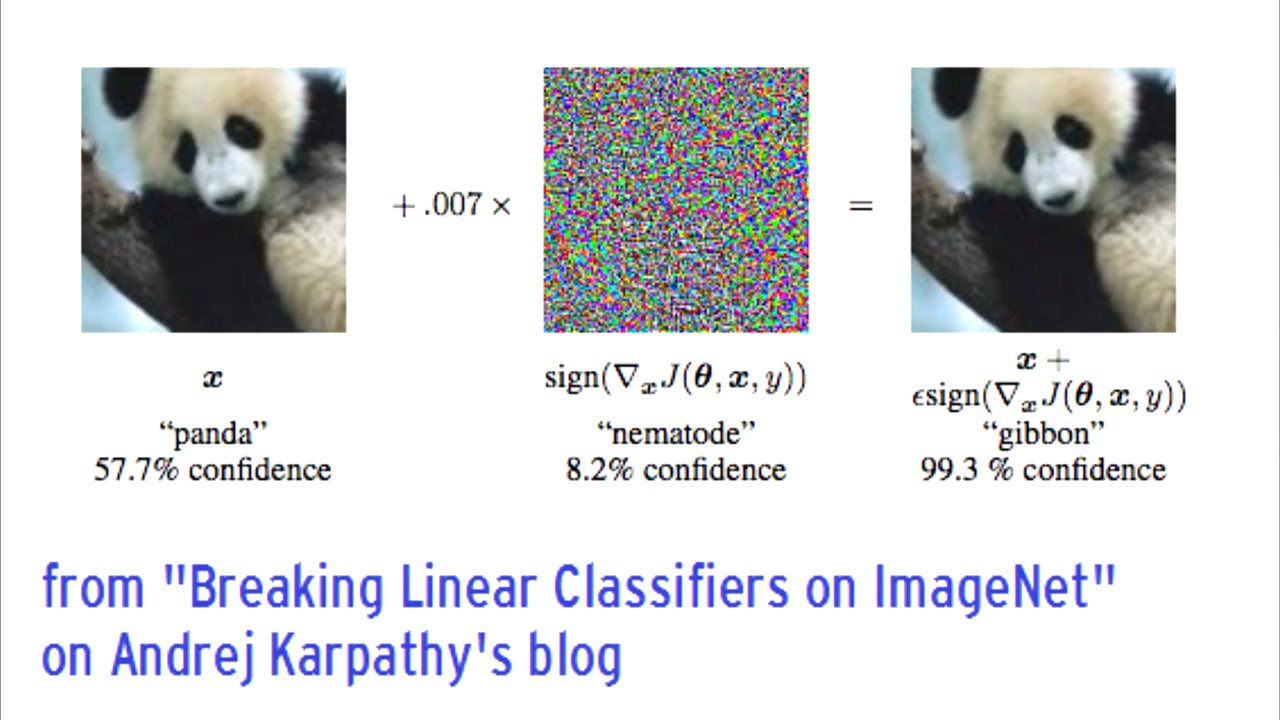 + .007 ×
=
x
“panda”
57.7% confidence
sign(∇ₓJ(θ, x, y))
“nematode”
8.2% confidence
x +
ϵsign(∇ₓJ(θ, x, y))
“gibbon”
99.3 % confidence
from "Breaking Linear Classifiers on ImageNet"
on Andrej Karpathy's blog